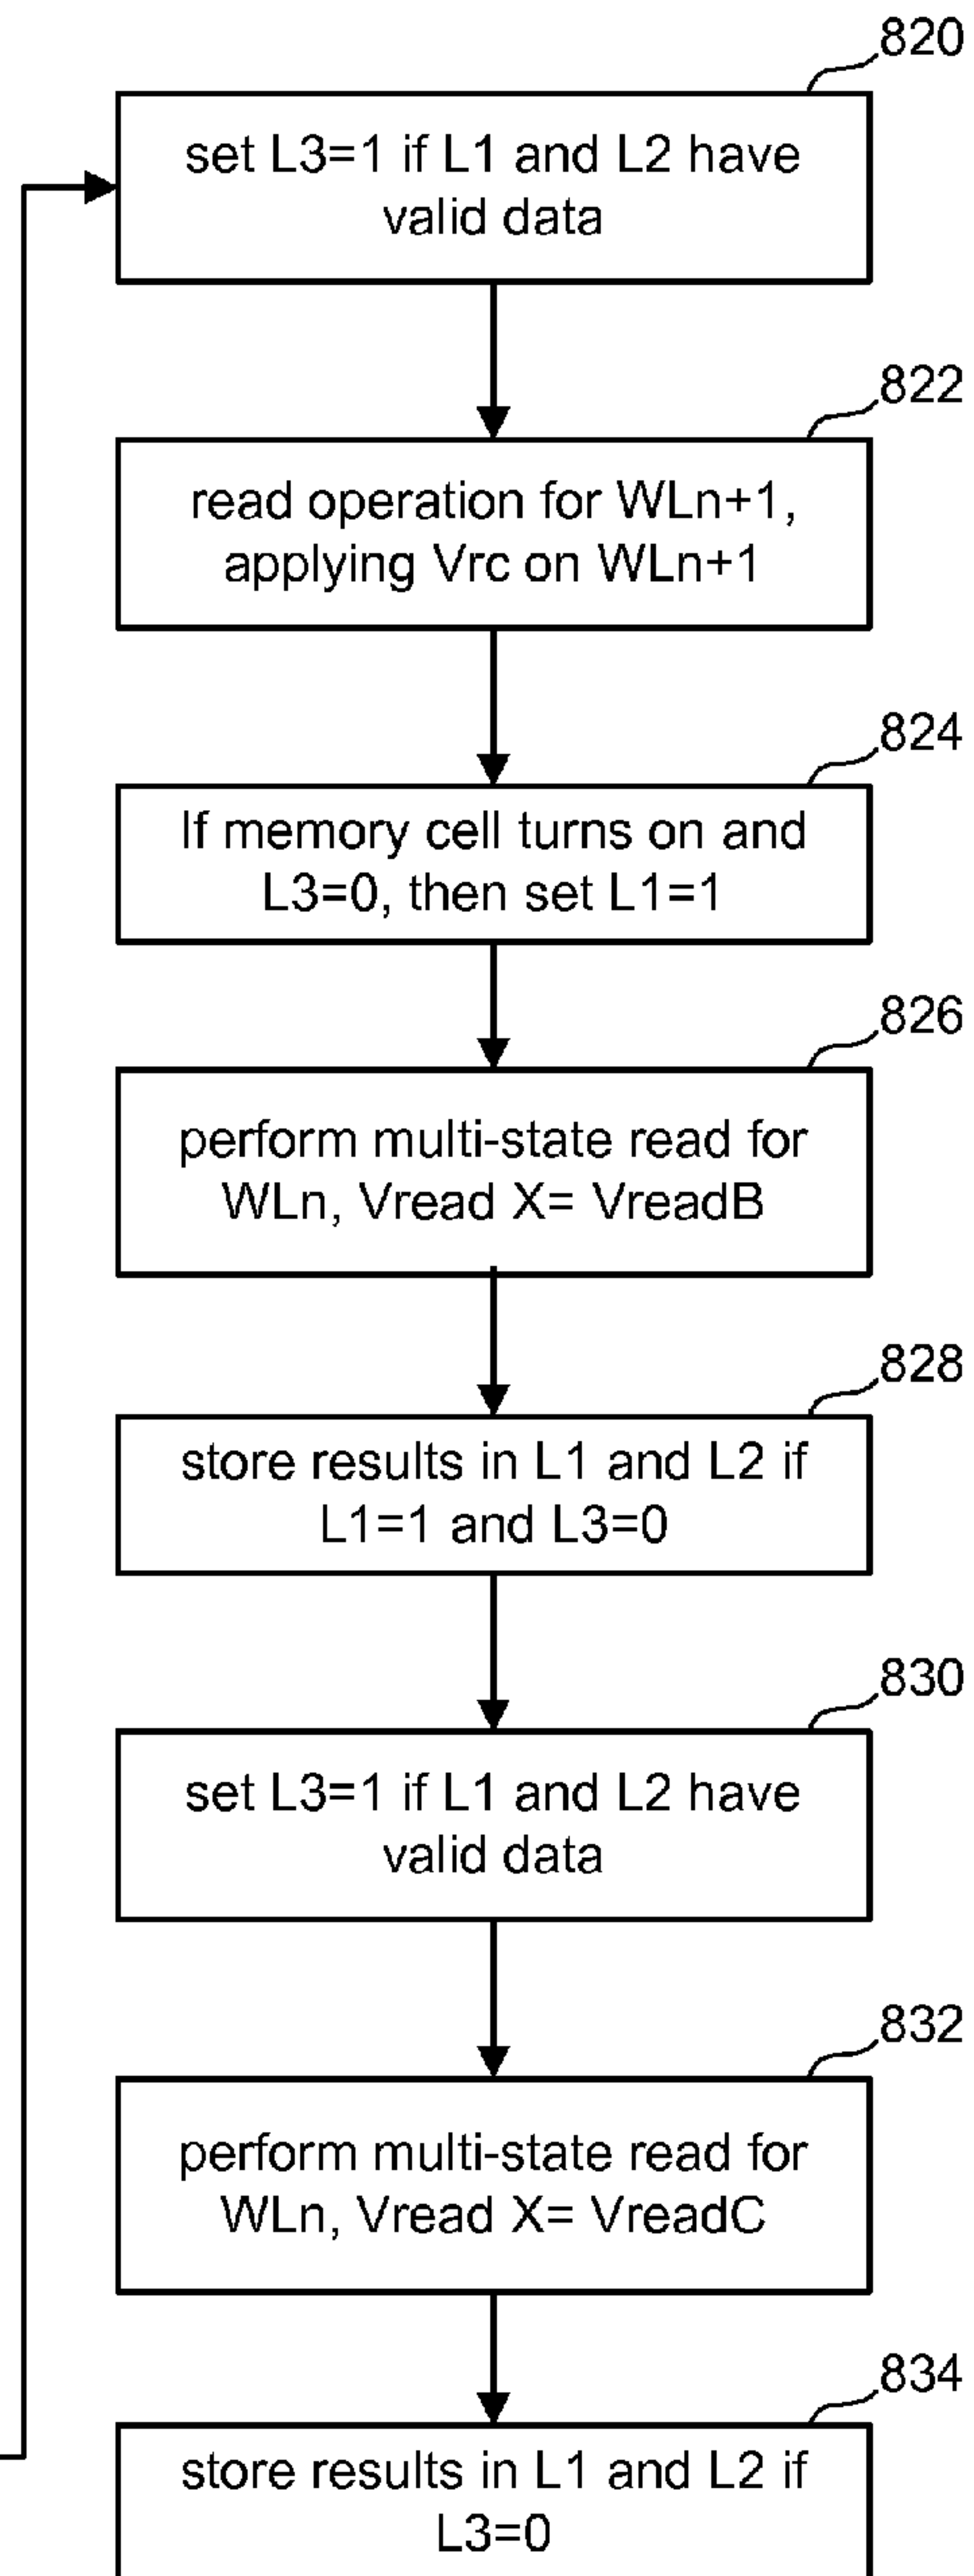 820
set L3=1 if L1 and L2 have
valid data
822
read operation for WLn+1,
applying Vrc on WLn+1
824
If memory cell turns on and
L3=0, then set L1=1
826
perform multi-state read for
WLn, Vread X= VreadB
828
store results in L1 and L2 if
L1=1 and L3=0
830
set L3=1 if L1 and L2 have
valid data
832
perform multi-state read for
WLn, Vread X= VreadC
834
store results in L1 and L2 if
L3=0